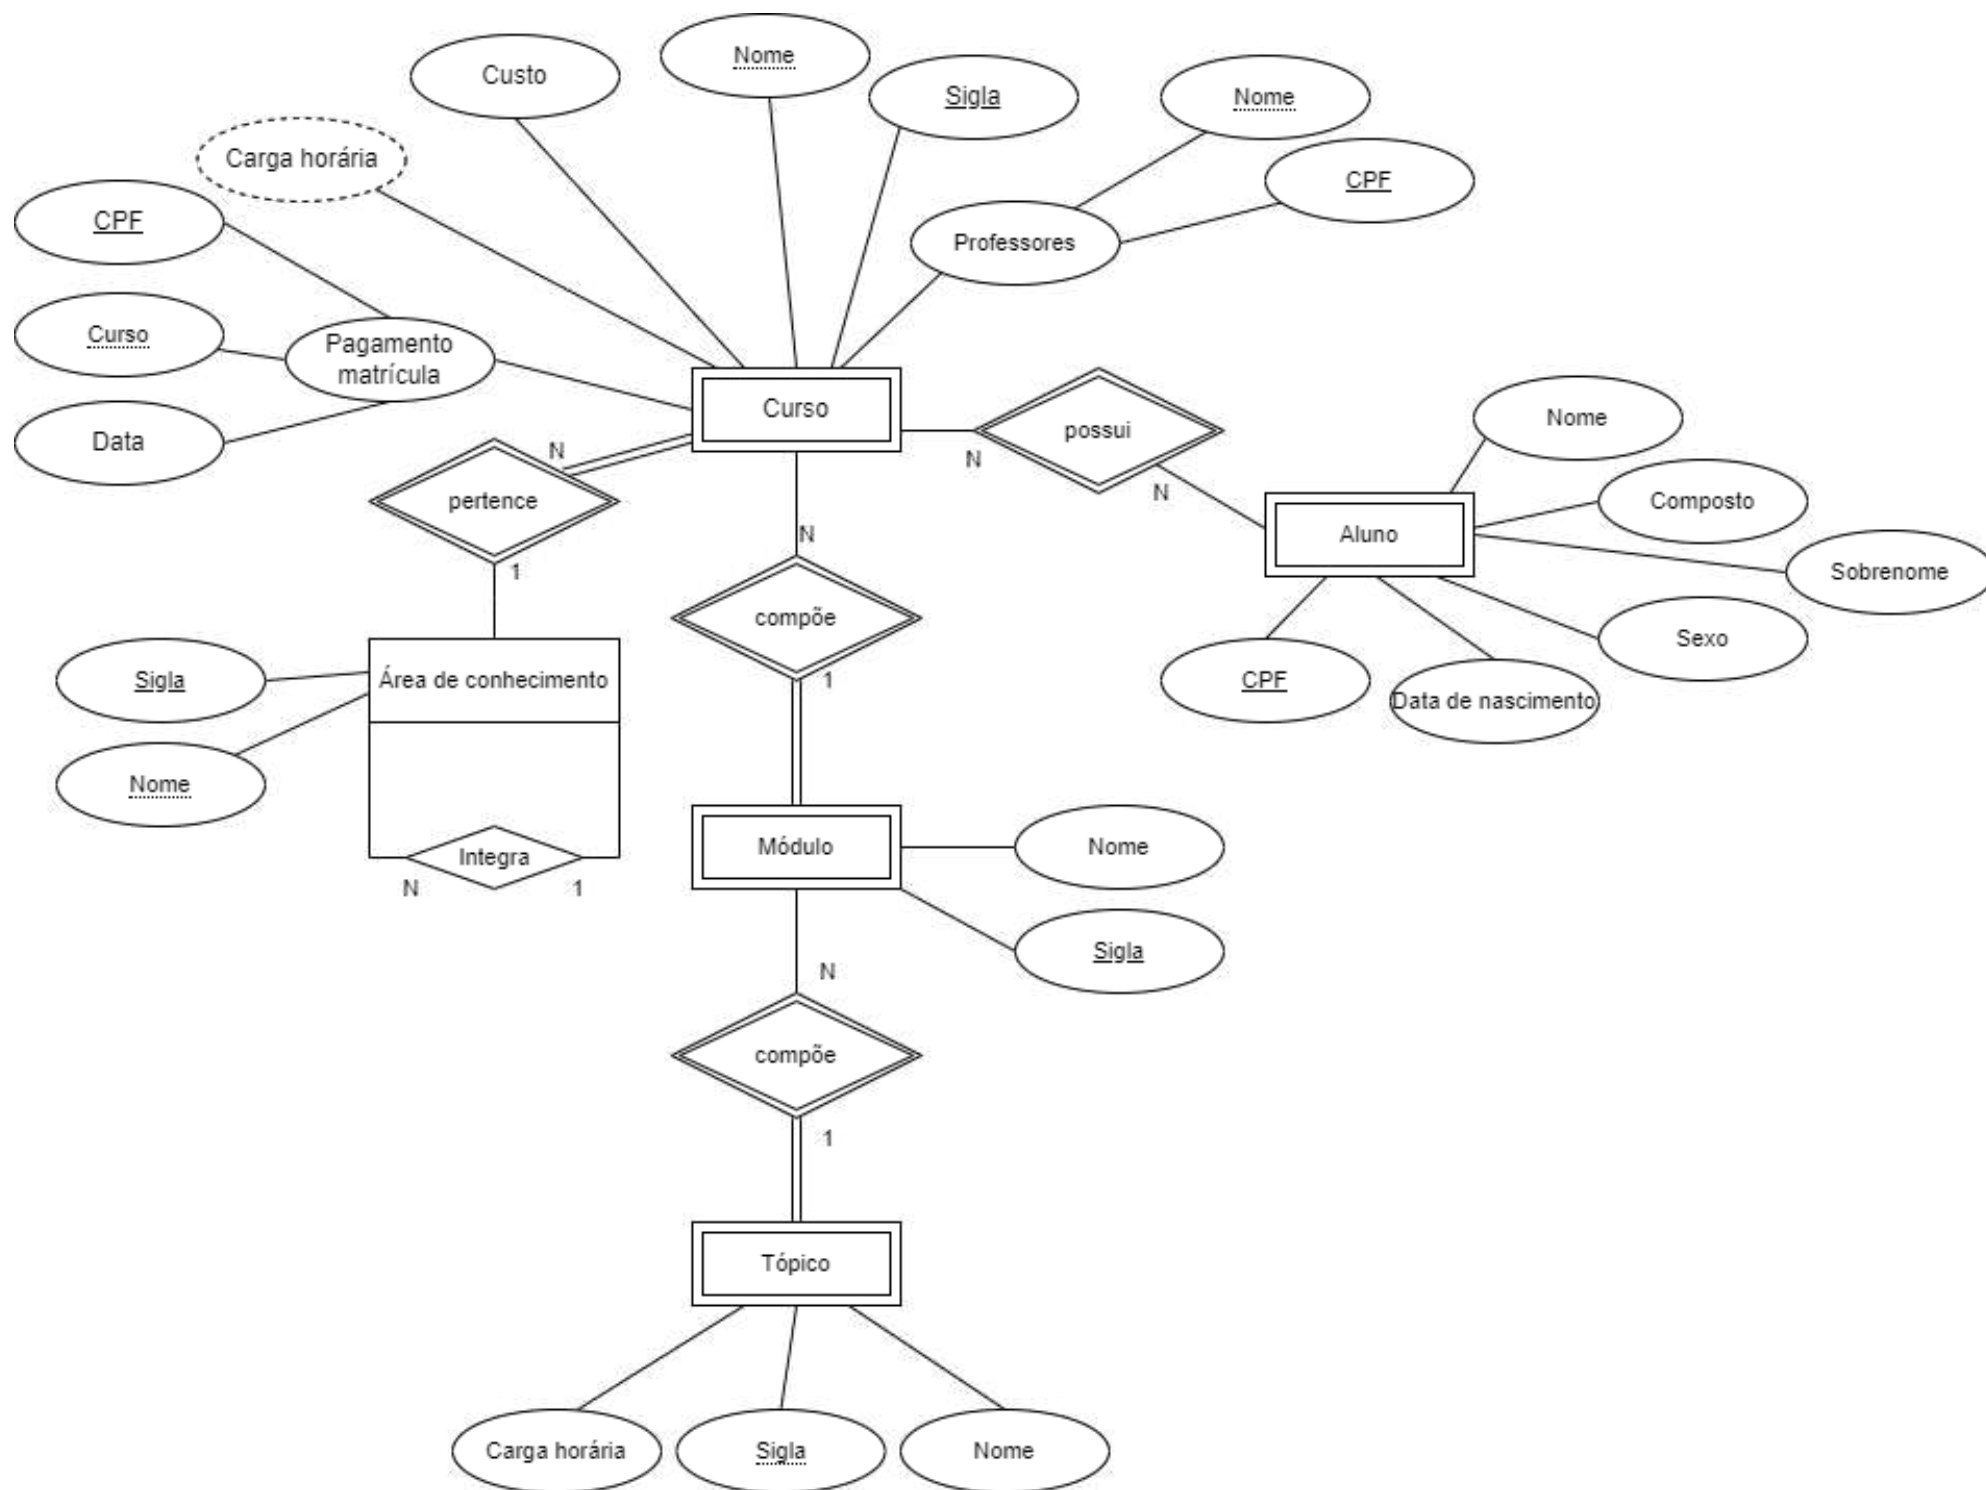 Nome
Custo
Sigla
Nome
Carga horária
CPF
CPF
Professores
Curso
Pagamento
matrícula
Data
Curso
possui
Nome
N
N
N
pertence
Composto
Aluno
N
1
Sobrenome
compõe
Sexo
Sigla
Área de conhecimento
1
CPF
Data de nascimento
Nome
Integra
N
1
Módulo
Nome
Sigla
N
compõe
1
Tópico
Carga horária
Sigla
Nome